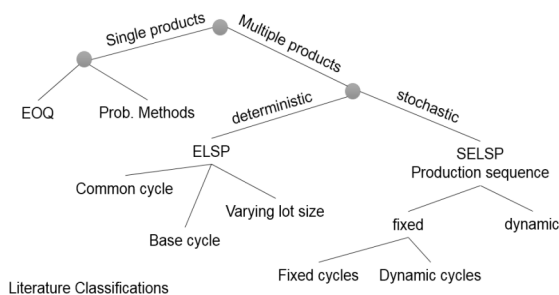 Single products
Multiple products
EOQ
Prob. Methods
deterministic
stochastic
ELSP
SELSP
Production sequence
Common cycle
Base cycle
Varying lot size
fixed
dynamic
Fixed cycles
Dynamic cycles
Literature Classifications